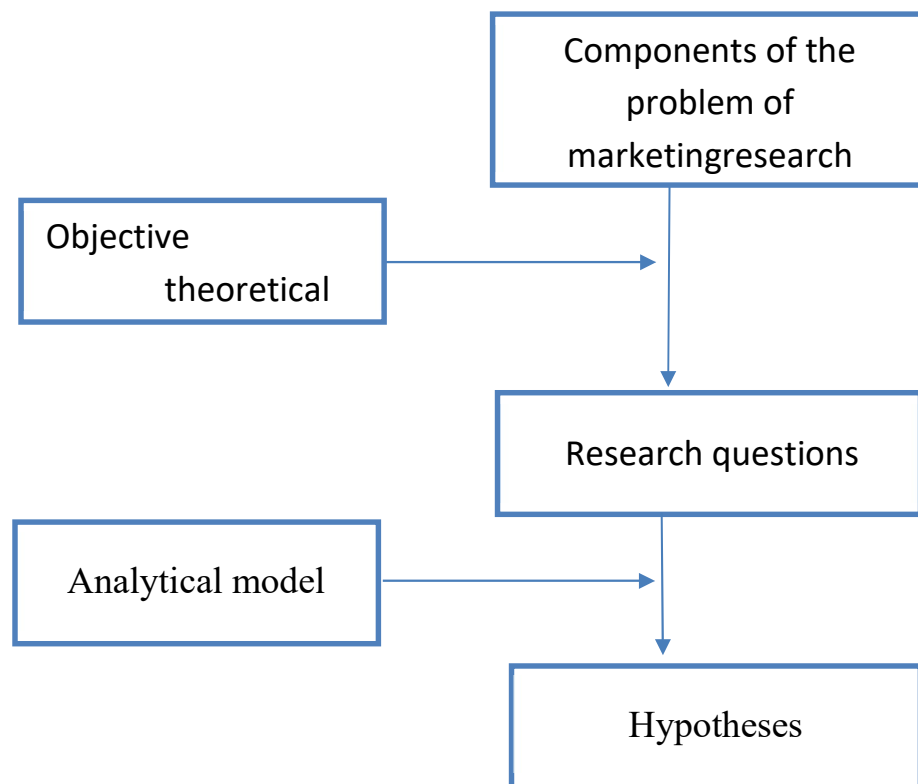 Components of the
problem of
marketingresearch
Objective
theoretical
Research questions
Analytical model
Hypotheses